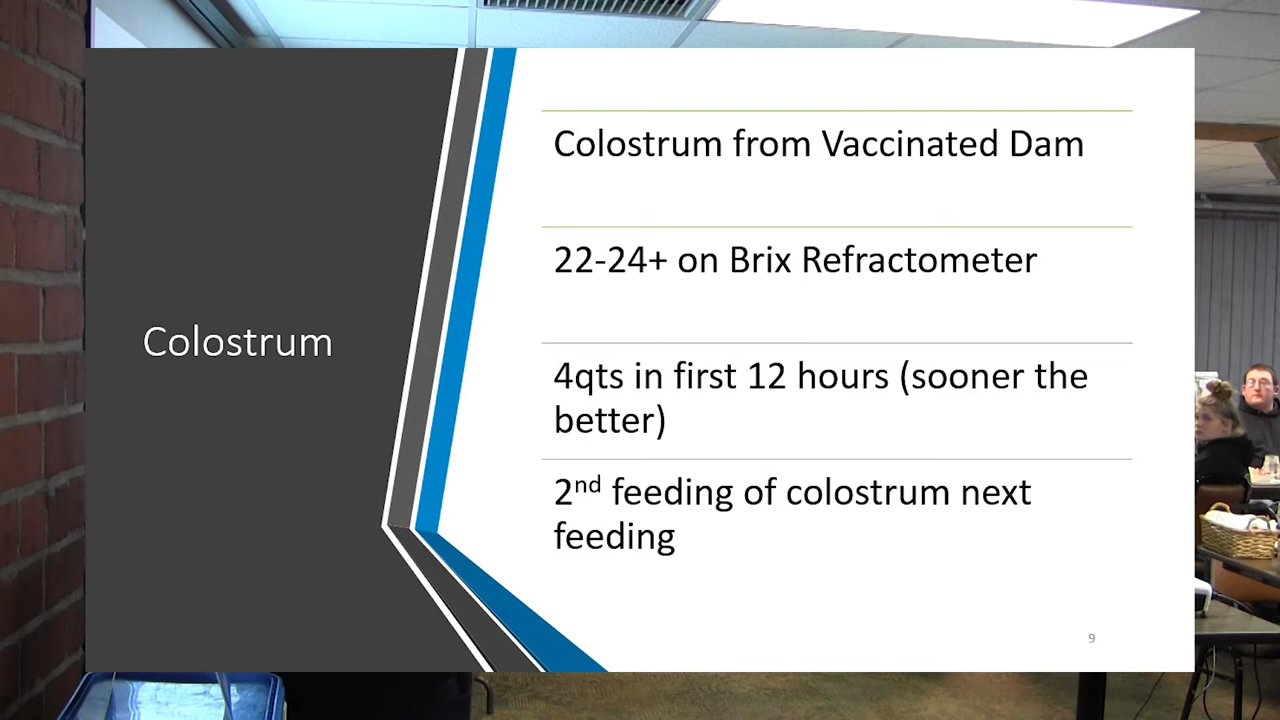 Colostrum
Colostrum from Vaccinated Dam
22-24+ on Brix Refractometer
4qts in first 12 hours (sooner the
better)
2nd feeding of colostrum next
feeding
9